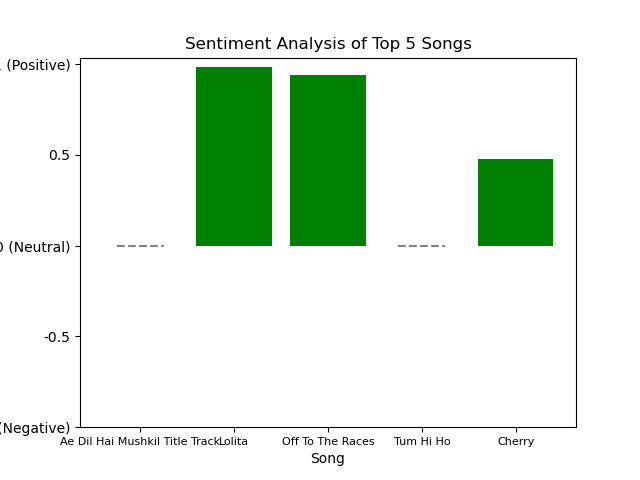 Sentiment Analysis of Top 5 Songs
(Positive)
0.5
0 (Neutral)
-0.5
(Negative)
Ae Dil Hai Mushkil Title Track Lolita Off To The Races Tum Hi Ho Cherry
Song